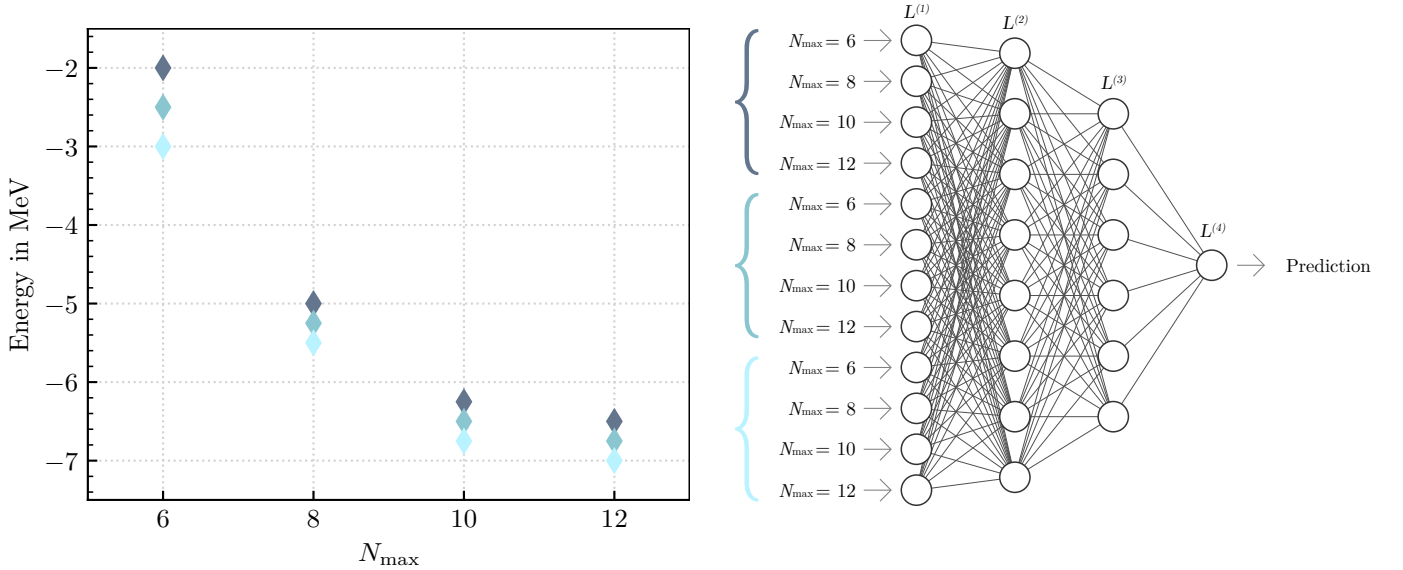 Energy in MeV
−2
−3
−4
−5
−6
−7
6
8
10
12
N_max
L^(1)
L^(2)
L^(3)
L^(4)
N_max = 6
N_max = 8
N_max = 10
N_max = 12
N_max = 6
N_max = 8
N_max = 10
N_max = 12
N_max = 6
N_max = 8
N_max = 10
N_max = 12
Prediction